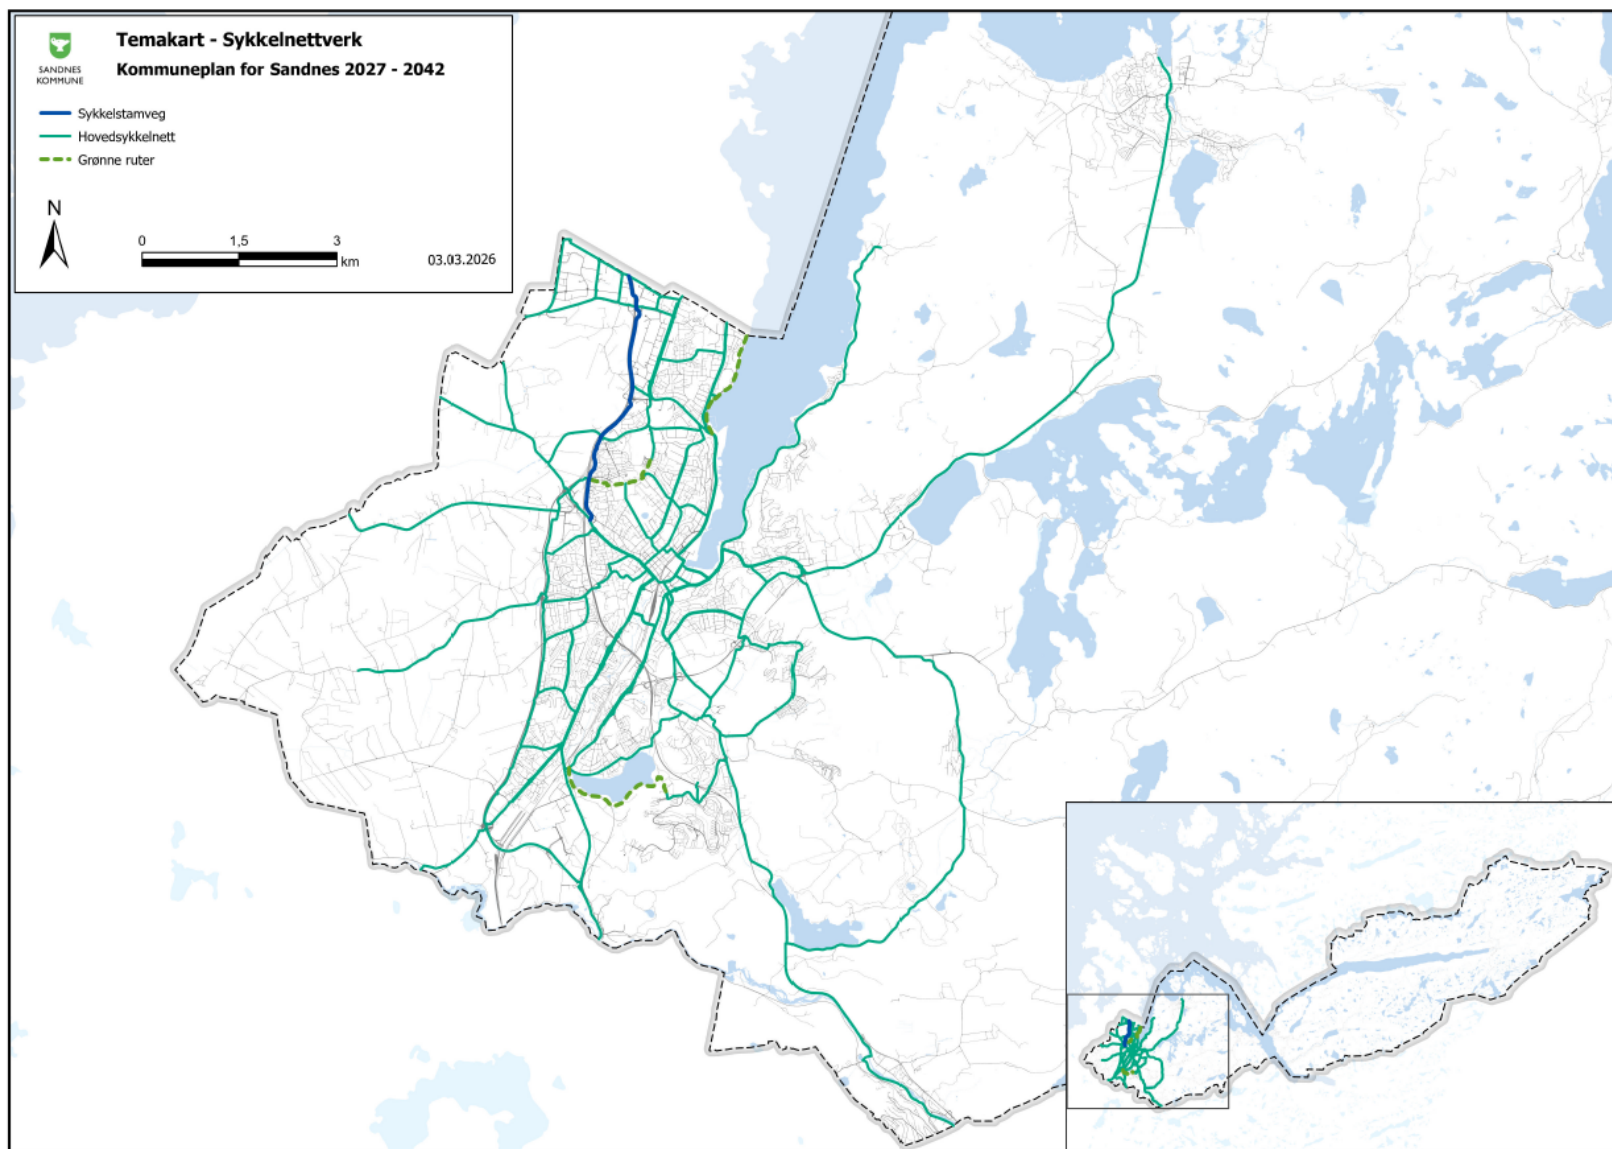 Temakart - Sykkelnettverk
Kommuneplan for Sandnes 2027 - 2042
SANDNES
KOMMUNE
Sykkelstamveg
Hovedsykkelnett
Grønne ruter
N
0 1,5 3
km
03.03.2026